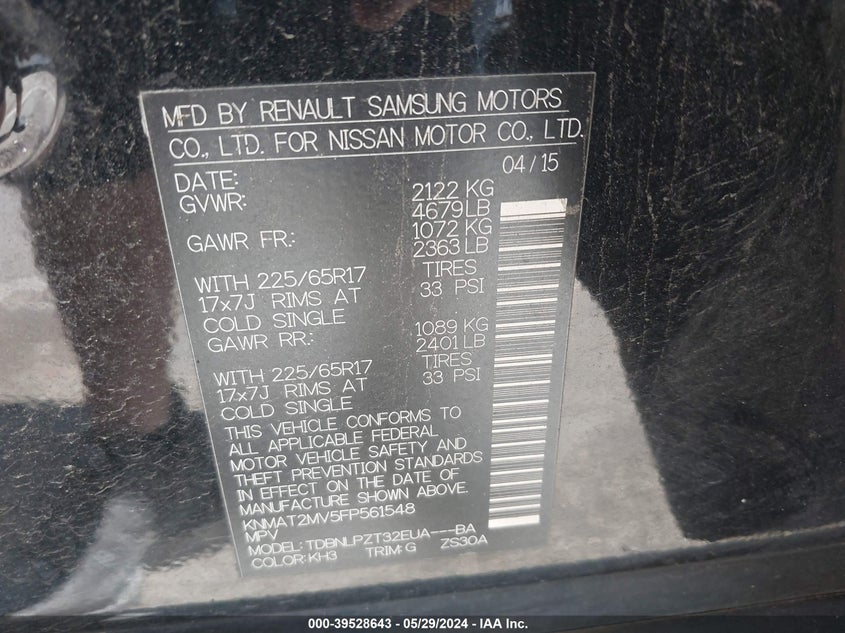 MFD BY RENAULT SAMSUNG MOTORS
CO., LTD. FOR NISSAN MOTOR CO., LTD.
DATE: 04/15
GVWR: 2122 KG
4679 LB
GAWR FR.: 1072 KG
2363 LB
WITH 225/65R17 TIRES
17x7J RIMS AT 33 PSI
COLD SINGLE
GAWR RR.: 1089 KG
2401 LB
WITH 225/65R17 TIRES
17x7J RIMS AT 33 PSI
COLD SINGLE
THIS VEHICLE CONFORMS TO
ALL APPLICABLE FEDERAL
MOTOR VEHICLE SAFETY AND
THEFT PREVENTION STANDARDS
IN EFFECT ON THE DATE OF
MANUFACTURE SHOWN ABOVE.
KNMAT2MV5FP561548
MPV
MODEL: TDBNLPZT32EUA---BA
COLOR: KH3 TRIM: G ZS30A
000-39528643 - 05/29/2024 - IAA Inc.